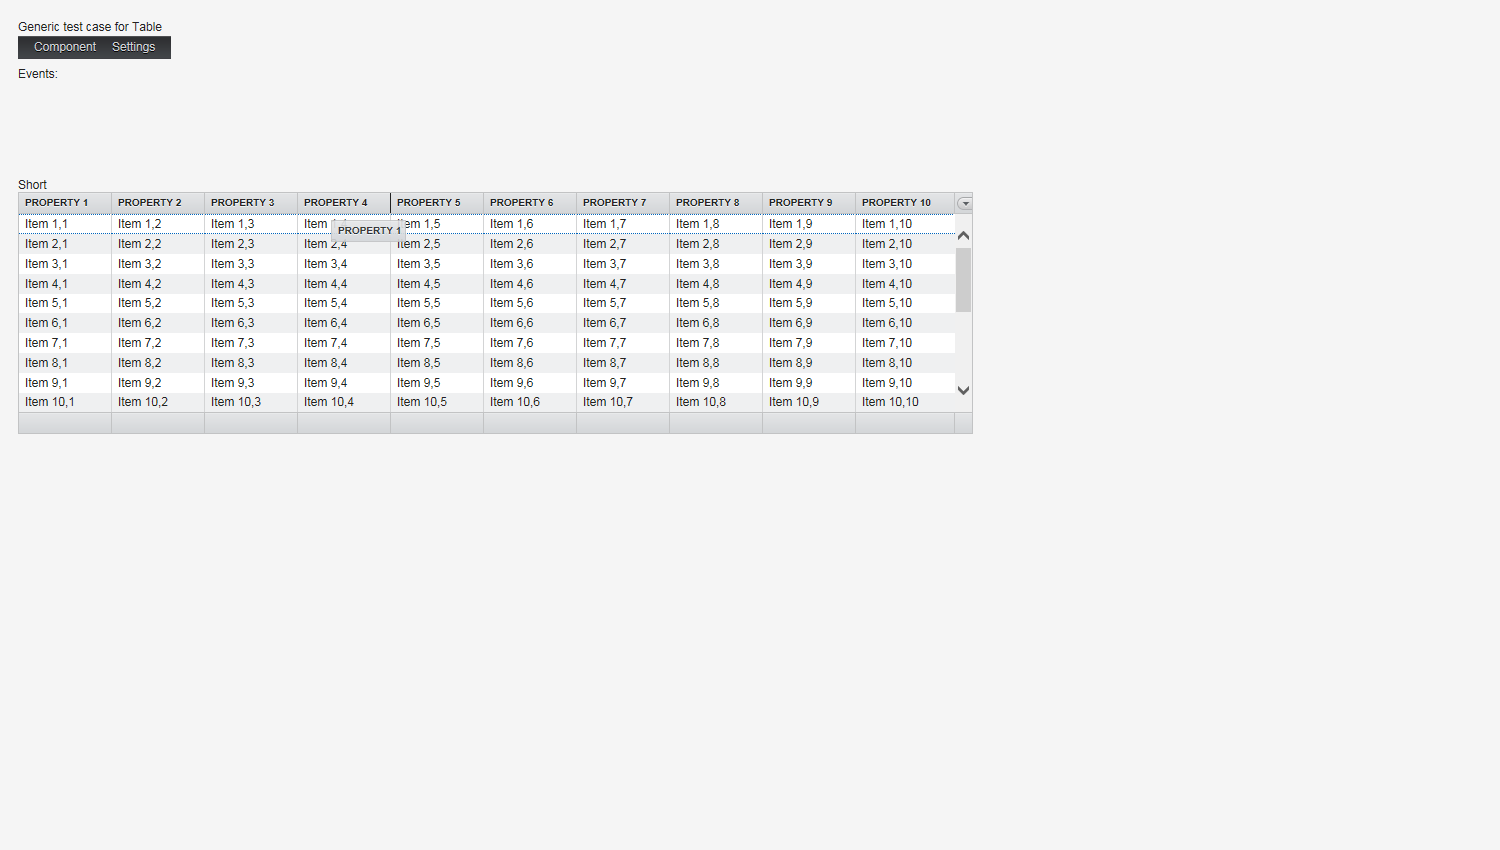 Generic test case for Table
Component Settings
Events:
Short
PROPERTY 1 PROPERTY 2 PROPERTY 3 PROPERTY 4 PROPERTY 5 PROPERTY 6 PROPERTY 7 PROPERTY 8 PROPERTY 9 PROPERTY 10
Item 1,1 Item 1,2 Item 1,3 Item Item 1,5 Item 1,6 Item 1,7 Item 1,8 Item 1,9 Item 1,10
PROPERTY 1
Item 2,1 Item 2,2 Item 2,3 Item 2,4 Item 2,5 Item 2,6 Item 2,7 Item 2,8 Item 2,9 Item 2,10
Item 3,1 Item 3,2 Item 3,3 Item 3,4 Item 3,5 Item 3,6 Item 3,7 Item 3,8 Item 3,9 Item 3,10
Item 4,1 Item 4,2 Item 4,3 Item 4,4 Item 4,5 Item 4,6 Item 4,7 Item 4,8 Item 4,9 Item 4,10
Item 5,1 Item 5,2 Item 5,3 Item 5,4 Item 5,5 Item 5,6 Item 5,7 Item 5,8 Item 5,9 Item 5,10
Item 6,1 Item 6,2 Item 6,3 Item 6,4 Item 6,5 Item 6,6 Item 6,7 Item 6,8 Item 6,9 Item 6,10
Item 7,1 Item 7,2 Item 7,3 Item 7,4 Item 7,5 Item 7,6 Item 7,7 Item 7,8 Item 7,9 Item 7,10
Item 8,1 Item 8,2 Item 8,3 Item 8,4 Item 8,5 Item 8,6 Item 8,7 Item 8,8 Item 8,9 Item 8,10
Item 9,1 Item 9,2 Item 9,3 Item 9,4 Item 9,5 Item 9,6 Item 9,7 Item 9,8 Item 9,9 Item 9,10
Item 10,1 Item 10,2 Item 10,3 Item 10,4 Item 10,5 Item 10,6 Item 10,7 Item 10,8 Item 10,9 Item 10,10